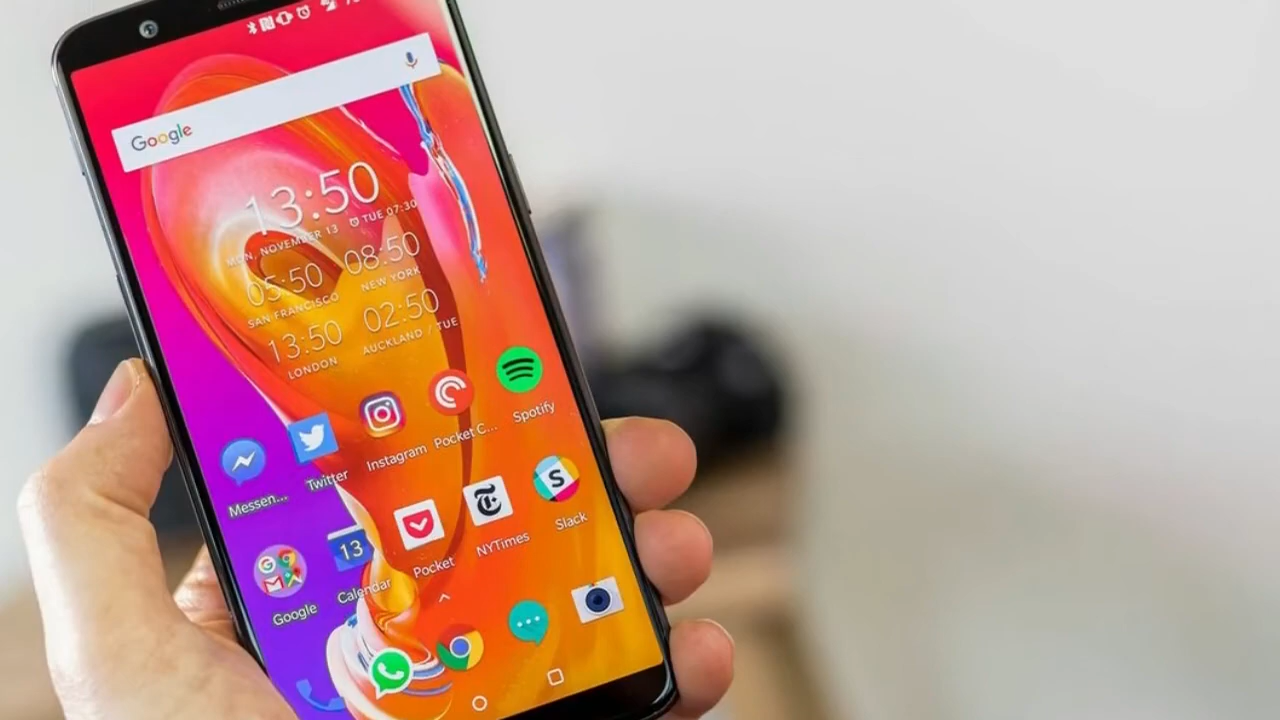 Google
13:50
MON, NOVEMBER 13 TUE 07:30
05:50 08:50
SAN FRANCISCO NEW YORK
13:50 02:50
LONDON AUCKLAND / TUE
Messen... Twitter Instagram Pocket C... Spotify
13
Google Calendar Pocket NYTimes Slack